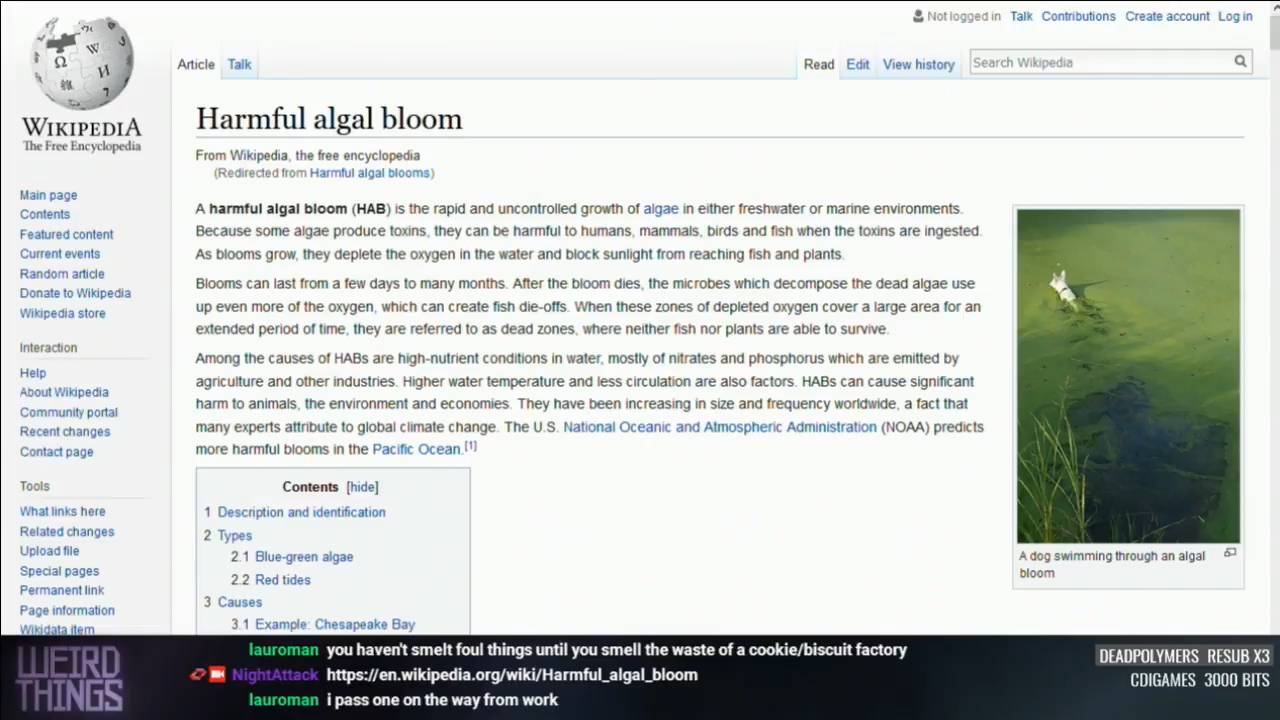 Not logged in Talk Contributions Create account Log in
Article Talk
Read Edit View history
Search Wikipedia
WIKIPEDIA
The Free Encyclopedia
Main page
Contents
Featured content
Current events
Random article
Donate to Wikipedia
Wikipedia store
Interaction
Help
About Wikipedia
Community portal
Recent changes
Contact page
Tools
What links here
Related changes
Upload file
Special pages
Permanent link
Page information
Wikidata item
Harmful algal bloom
From Wikipedia, the free encyclopedia
(Redirected from Harmful algal blooms)
A harmful algal bloom (HAB) is the rapid and uncontrolled growth of algae in either freshwater or marine environments.
Because some algae produce toxins, they can be harmful to humans, mammals, birds and fish when the toxins are ingested.
As blooms grow, they deplete the oxygen in the water and block sunlight from reaching fish and plants.
Blooms can last from a few days to many months. After the bloom dies, the microbes which decompose the dead algae use
up even more of the oxygen, which can create fish die-offs. When these zones of depleted oxygen cover a large area for an
extended period of time, they are referred to as dead zones, where neither fish nor plants are able to survive.
Among the causes of HABs are high-nutrient conditions in water, mostly of nitrates and phosphorus which are emitted by
agriculture and other industries. Higher water temperature and less circulation are also factors. HABs can cause significant
harm to animals, the environment and economies. They have been increasing in size and frequency worldwide, a fact that
many experts attribute to global climate change. The U.S. National Oceanic and Atmospheric Administration (NOAA) predicts
more harmful blooms in the Pacific Ocean.[1]
Contents [hide]
1 Description and identification
2 Types
2.1 Blue-green algae
2.2 Red tides
3 Causes
3.1 Example: Chesapeake Bay
A dog swimming through an algal
bloom
WEIRD
THINGS
lauroman you haven't smelt foul things until you smell the waste of a cookie/biscuit factory
NightAttack https://en.wikipedia.org/wiki/Harmful_algal_bloom
lauroman i pass one on the way from work
DEADPOLYMERS RESUB X3
CDIGAMES 3000 BITS